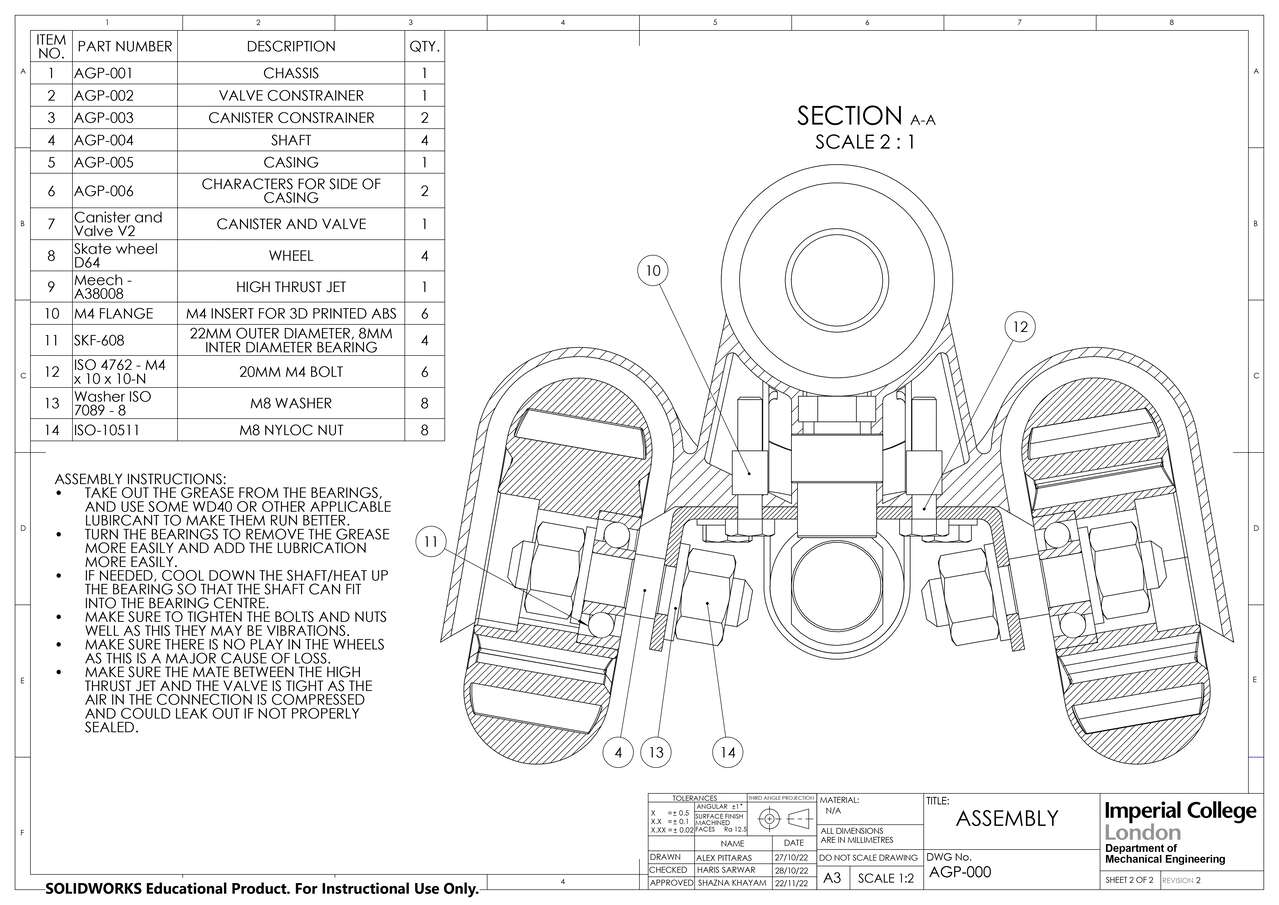 1 2 3 4 5 6 7 8
A B C D E F
A B C D E
ITEM NO. PART NUMBER DESCRIPTION QTY.
1 AGP-001 CHASSIS 1
2 AGP-002 VALVE CONSTRAINER 1
3 AGP-003 CANISTER CONSTRAINER 2
4 AGP-004 SHAFT 4
5 AGP-005 CASING 1
6 AGP-006 CHARACTERS FOR SIDE OF CASING 2
7 Canister and Valve V2 CANISTER AND VALVE 1
8 Skate wheel D64 WHEEL 4
9 Meech - A38008 HIGH THRUST JET 1
10 M4 FLANGE M4 INSERT FOR 3D PRINTED ABS 6
11 SKF-608 22MM OUTER DIAMETER, 8MM INTER DIAMETER BEARING 4
12 ISO 4762 - M4 x 10 x 10-N 20MM M4 BOLT 6
13 Washer ISO 7089 - 8 M8 WASHER 8
14 ISO-10511 M8 NYLOC NUT 8
ASSEMBLY INSTRUCTIONS:
• TAKE OUT THE GREASE FROM THE BEARINGS,
AND USE SOME WD40 OR OTHER APPLICABLE
LUBIRCANT TO MAKE THEM RUN BETTER.
• TURN THE BEARINGS TO REMOVE THE GREASE
MORE EASILY AND ADD THE LUBRICATION
MORE EASILY.
• IF NEEDED, COOL DOWN THE SHAFT/HEAT UP
THE BEARING SO THAT THE SHAFT CAN FIT
INTO THE BEARING CENTRE.
• MAKE SURE TO TIGHTEN THE BOLTS AND NUTS
WELL AS THIS THEY MAY BE VIBRATIONS.
• MAKE SURE THERE IS NO PLAY IN THE WHEELS
AS THIS IS A MAJOR CAUSE OF LOSS.
• MAKE SURE THE MATE BETWEEN THE HIGH
THRUST JET AND THE VALVE IS TIGHT AS THE
AIR IN THE CONNECTION IS COMPRESSED
AND COULD LEAK OUT IF NOT PROPERLY
SEALED.
SECTION A-A
SCALE 2 : 1
10
12
11
4 13 14
TOLERANCES
X =± 0.5
X.X =± 0.1
X.XX =± 0.02
ANGULAR ±1°
SURFACE FINISH
MACHINED
FACES Ra 12.5
THIRD ANGLE PROJECTION
NAME DATE
DRAWN ALEX PITTARAS 27/10/22
CHECKED HARIS SARWAR 28/10/22
APPROVED SHAZNA KHAYAM 22/11/22
MATERIAL:
N/A
ALL DIMENSIONS
ARE IN MILLIMETRES
DO NOT SCALE DRAWING
A3 SCALE 1:2
TITLE:
ASSEMBLY
DWG No.
AGP-000
Imperial College
London
Department of
Mechanical Engineering
SHEET 2 OF 2 REVISION 2
4
SOLIDWORKS Educational Product. For Instructional Use Only.